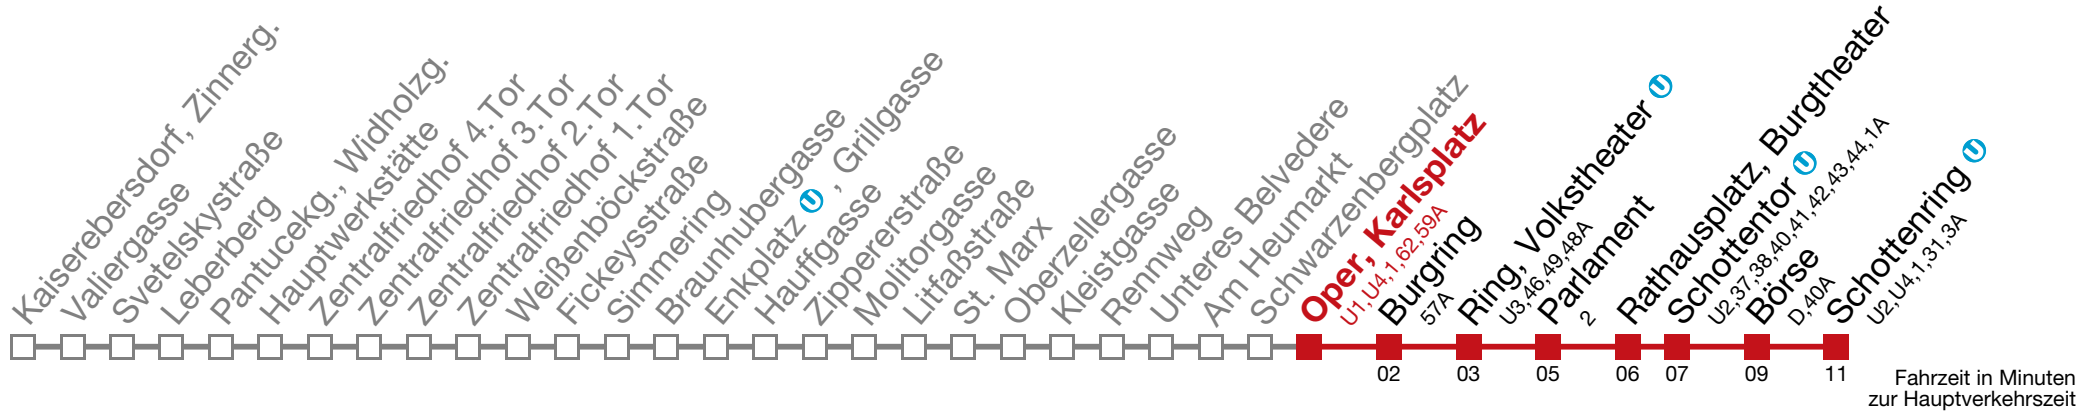 Kaiserebersdorf, Zinnerg.
Valiergasse
Svetelskystraße
Leberberg
Pantucekg., Widholzg.
Hauptwerkstätte
Zentralfriedhof 4.Tor
Zentralfriedhof 3.Tor
Zentralfriedhof 2.Tor
Zentralfriedhof 1.Tor
Weißenböckstraße
Fickeysstraße
Simmering
Braunhubergasse
Enkplatz U , Grillgasse
Hauffgasse
Zippererstraße
Molitorgasse
Litfaßstraße
St. Marx
Oberzellergasse
Kleistgasse
Rennweg
Unteres Belvedere
Am Heumarkt
Schwarzenbergplatz
Oper, Karlsplatz
U1, U4,1,62,59A
Burgring
57A
Ring, Volkstheater U
U3,46,49,48A
Parlament
2
Rathausplatz, Burgtheater
Schottentor U
U2,37,38,40,41,42,43,44,1A
Börse
D,40A
Schottenring U
U2, U4,1,31,3A
02 03 05 06 07 09 11
Fahrzeit in Minuten
zur Hauptverkehrszeit